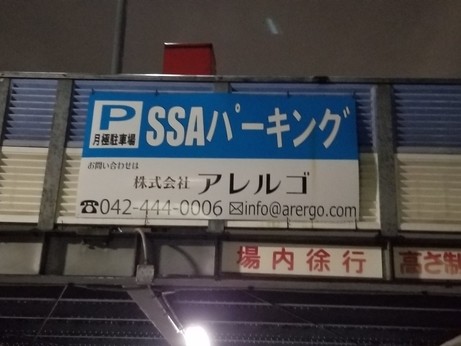 P
月極駐車場
SSAパーキング
お問い合わせは
株式会社 アレルゴ
☎042-444-0006 ✉info@arergo.com
場内徐行
高さ制